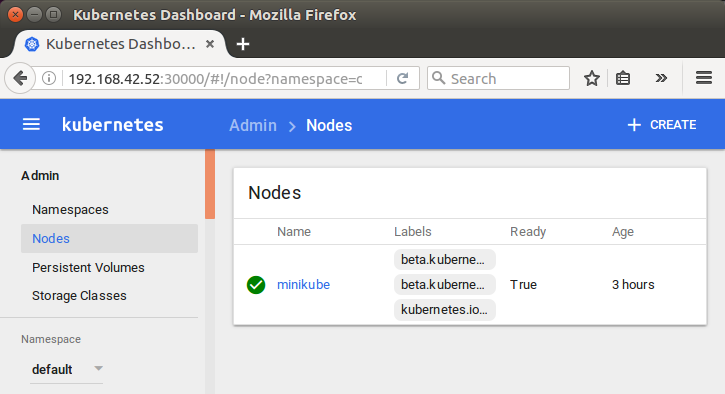 Kubernetes Dashboard - Mozilla Firefox
Kubernetes Dashbo...
192.168.42.52:30000/#!/node?namespace=c
Search
kubernetes
Admin > Nodes
+ CREATE
Admin
Namespaces
Nodes
Persistent Volumes
Storage Classes
Namespace
default
Nodes
Name Labels Ready Age
minikube
beta.kuberne...
beta.kuberne...
kubernetes.io...
True
3 hours